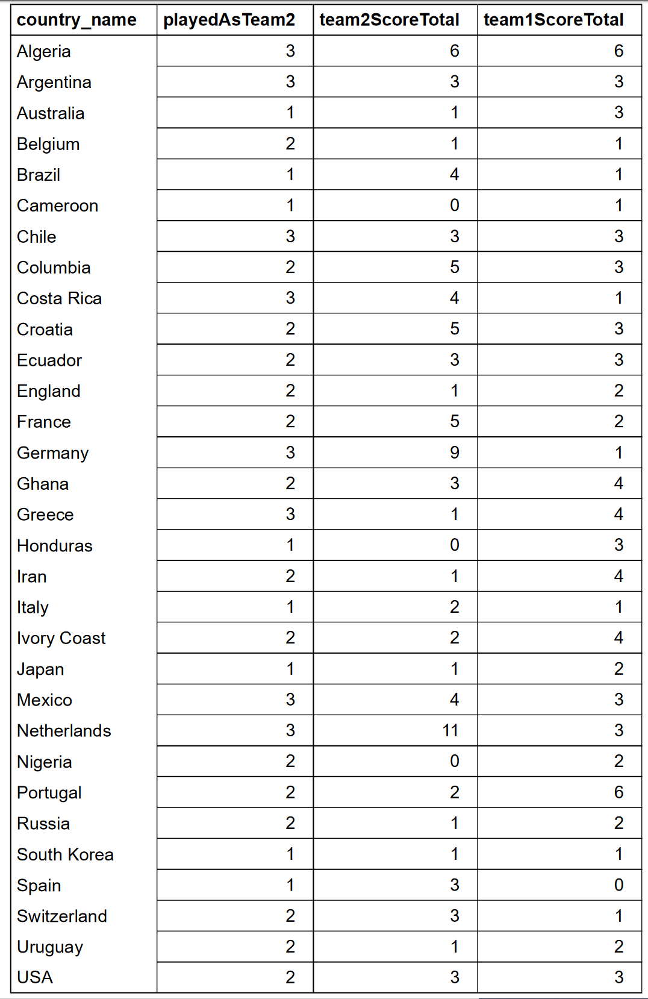 country_name playedAsTeam2 team2ScoreTotal team1ScoreTotal
Algeria 3 6 6
Argentina 3 3 3
Australia 1 1 3
Belgium 2 1 1
Brazil 1 4 1
Cameroon 1 0 1
Chile 3 3 3
Columbia 2 5 3
Costa Rica 3 4 1
Croatia 2 5 3
Ecuador 2 3 3
England 2 1 2
France 2 5 2
Germany 3 9 1
Ghana 2 3 4
Greece 3 1 4
Honduras 1 0 3
Iran 2 1 4
Italy 1 2 1
Ivory Coast 2 2 4
Japan 1 1 2
Mexico 3 4 3
Netherlands 3 11 3
Nigeria 2 0 2
Portugal 2 2 6
Russia 2 1 2
South Korea 1 1 1
Spain 1 3 0
Switzerland 2 3 1
Uruguay 2 1 2
USA 2 3 3